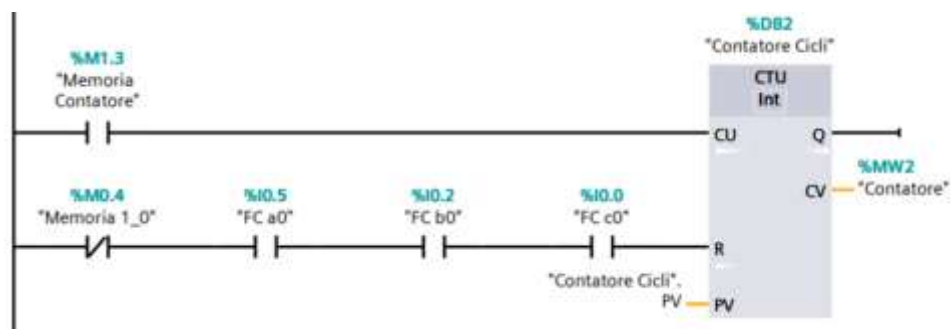 %DB2
"Contatore Cicli"
%M1.3
"Memoria
Contatore"
CTU
Int
CU
Q
%MW2
CV
"Contatore"
%M0.4
"Memoria 1_0"
%I0.5
"FC a0"
%I0.2
"FC b0"
%I0.0
"FC c0"
R
"Contatore Cicli".
PV
PV